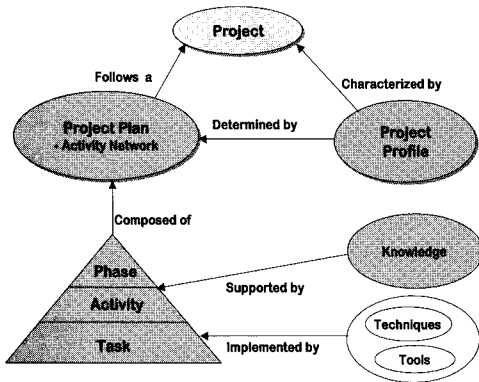 Project
Follows a
Characterized by
Project Plan
- Activity Network
Determined by
Project
Profile
Composed of
Phase
Activity
Task
Knowledge
Supported by
Techniques
Implemented by
Tools